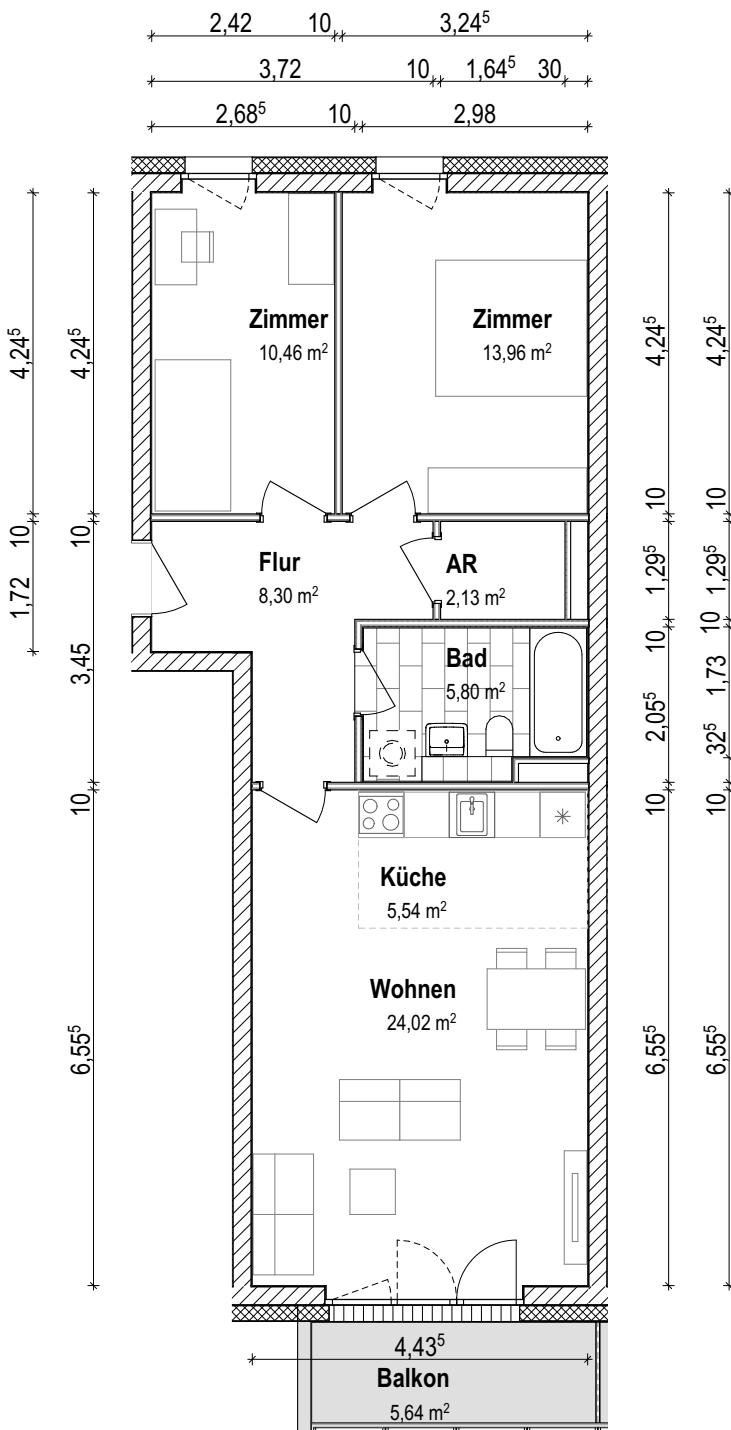 2,42 10 3,24⁵
3,72 10 1,64⁵ 30
2,68⁵ 10 2,98
4,24⁵
4,24⁵
Zimmer
10,46 m²
Zimmer
13,96 m²
4,24⁵
4,24⁵
10
10
10
10
1,72
3,45
Flur
8,30 m²
AR
2,13 m²
1,29⁵
1,29⁵
10
10
Bad
5,80 m²
2,05⁵
1,73
32⁵
10
10
10
Küche
5,54 m²
Wohnen
24,02 m²
6,55⁵
6,55⁵
6,55⁵
4,43⁵
Balkon
5,64 m²